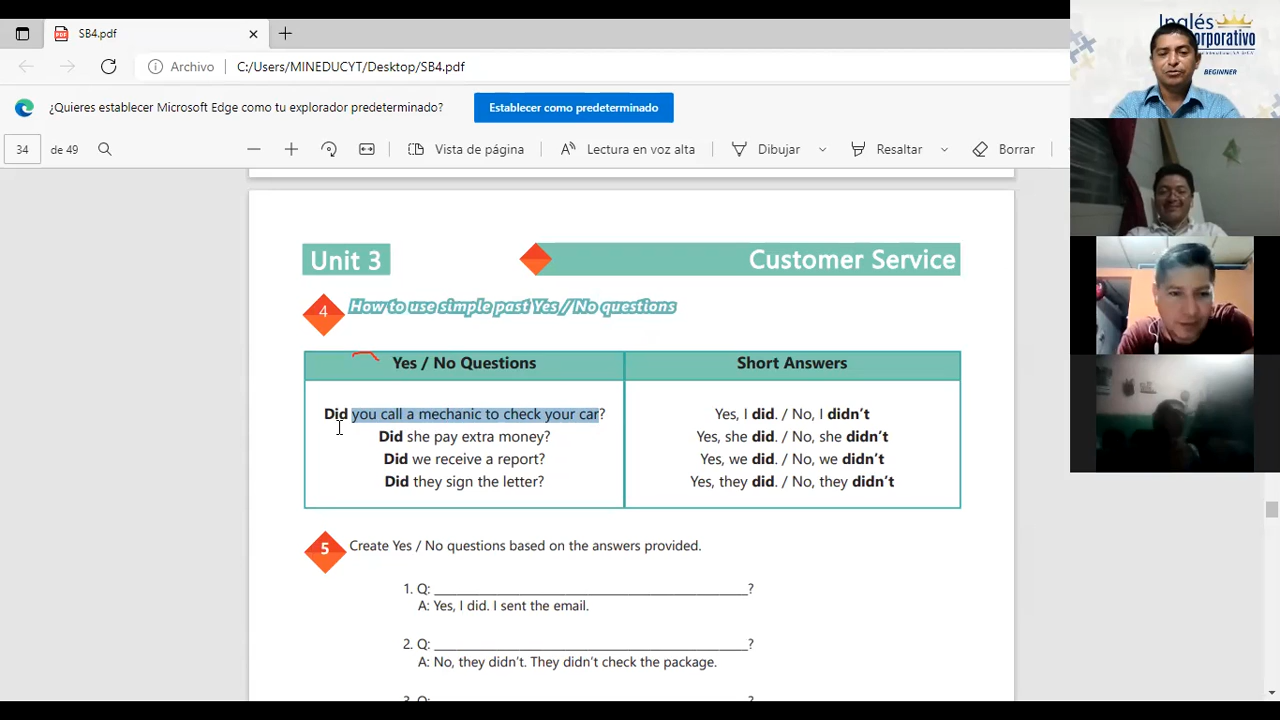 SB4.pdf
Archivo
C:/Users/MINEDUCYT/Desktop/SB4.pdf
¿Quieres establecer Microsoft Edge como tu explorador predeterminado?
Establecer como predeterminado
34
de 49
Vista de página
Lectura en voz alta
Dibujar
Resaltar
Borrar
Unit 3
Customer Service
4
How to use simple past Yes / No questions
Yes / No Questions
Short Answers
Did you call a mechanic to check your car?
Yes, I did. / No, I didn't
Did she pay extra money?
Yes, she did. / No, she didn't
Did we receive a report?
Yes, we did. / No, we didn't
Did they sign the letter?
Yes, they did. / No, they didn't
5
Create Yes / No questions based on the answers provided.
1. Q: ________________________________________?
A: Yes, I did. I sent the email.
2. Q: ________________________________________?
A: No, they didn't. They didn't check the package.
Inglés
orporativo
BEGINNER